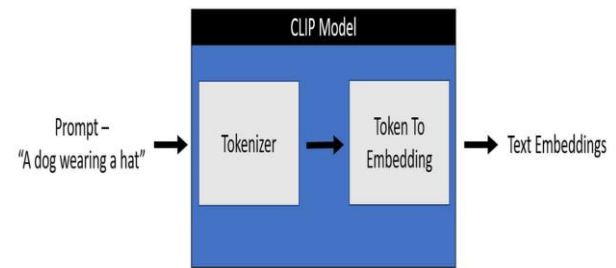 CLIP Model
Prompt –
“A dog wearing a hat”
Tokenizer
Token To
Embedding
Text Embeddings